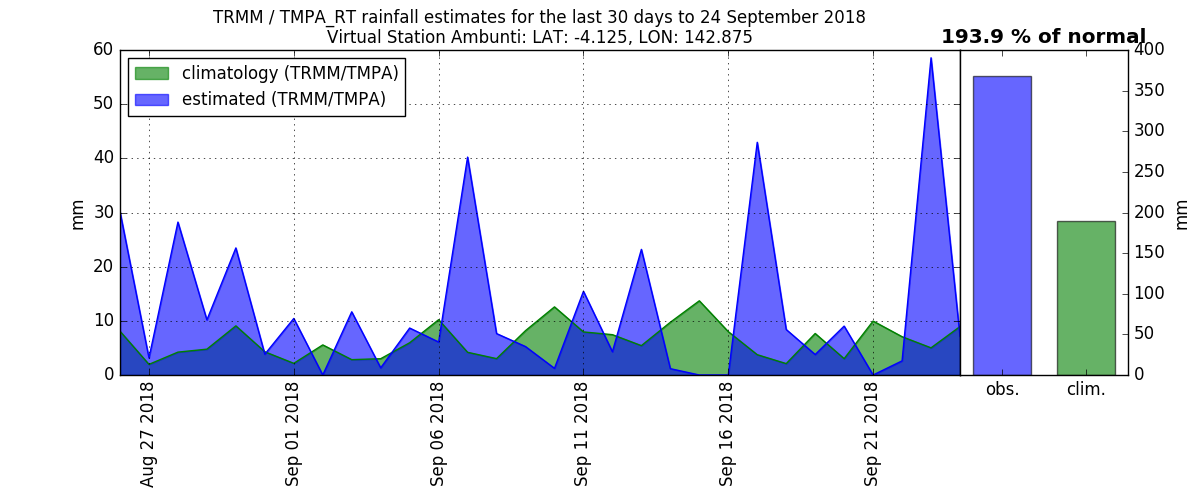 TRMM / TMPA_RT rainfall estimates for the last 30 days to 24 September 2018
Virtual Station Ambunti: LAT: -4.125, LON: 142.875
193.9 % of normal
climatology (TRMM/TMPA)
estimated (TRMM/TMPA)
60
50
40
30
20
10
0
mm
400
350
300
250
200
150
100
50
0
mm
Aug 27 2018
Sep 01 2018
Sep 06 2018
Sep 11 2018
Sep 16 2018
Sep 21 2018
obs.
clim.